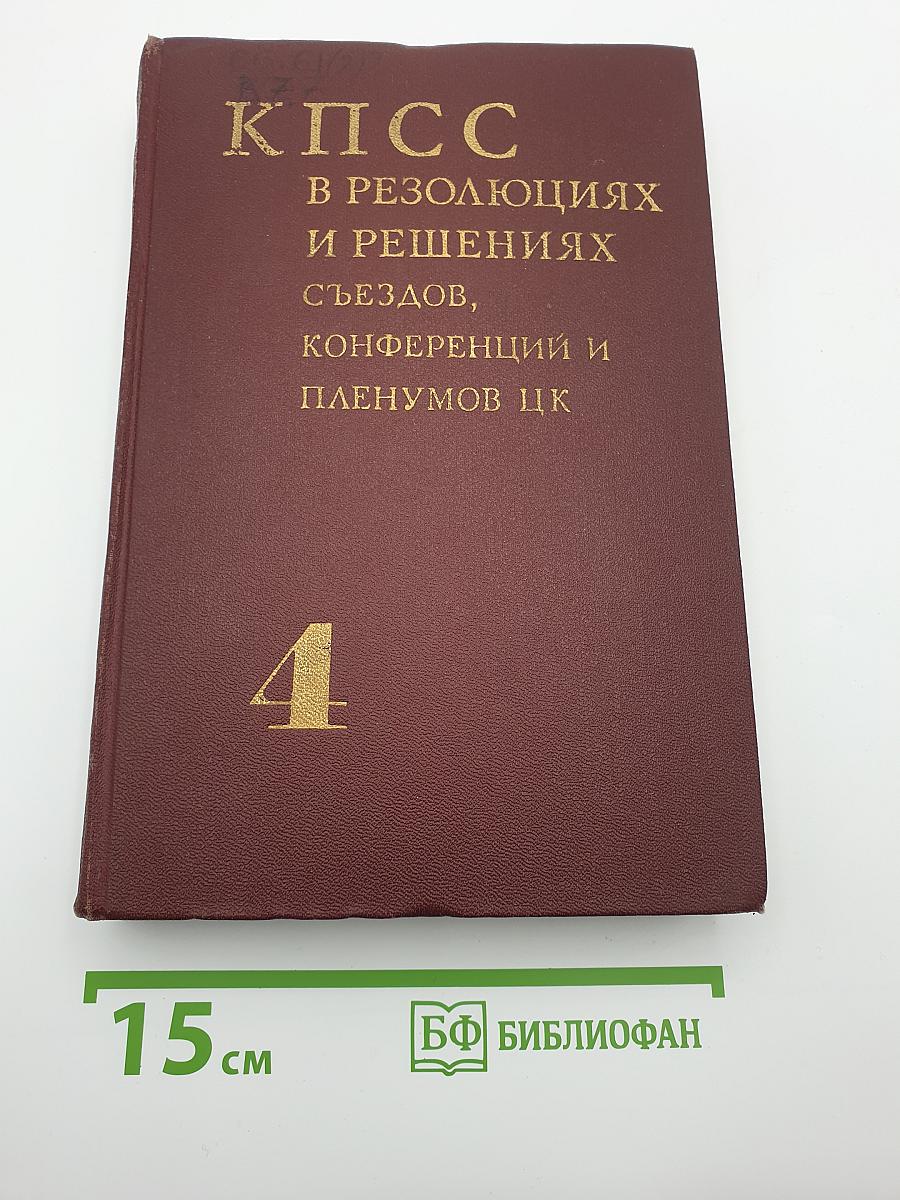 КПСС
В РЕЗОЛЮЦИЯХ
И РЕШЕНИЯХ
СЪЕЗДОВ,
КОНФЕРЕНЦИЙ И
ПЛЕНУМОВ ЦК
4
15 см
БФ БИБЛИОФАН